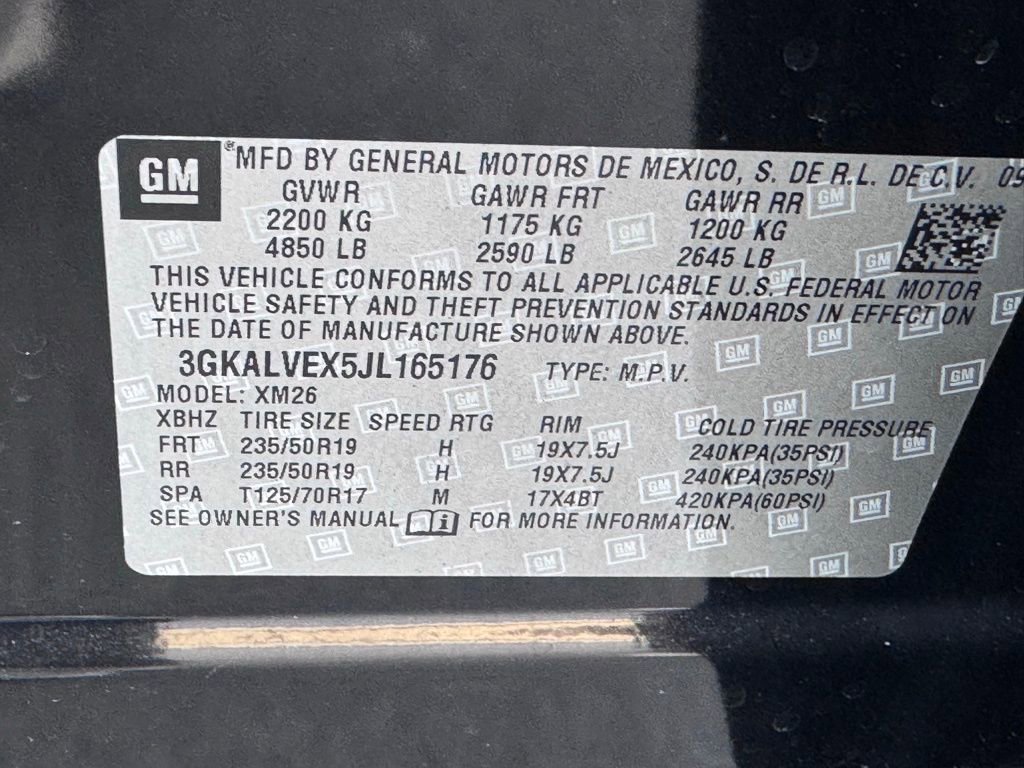 GM ®MFD BY GENERAL MOTORS DE MEXICO, S. DE R.L. DE C.V. 09
GVWR GAWR FRT GAWR RR
2200 KG 1175 KG 1200 KG
4850 LB 2590 LB 2645 LB
THIS VEHICLE CONFORMS TO ALL APPLICABLE U.S. FEDERAL MOTOR
VEHICLE SAFETY AND THEFT PREVENTION STANDARDS IN EFFECT ON
THE DATE OF MANUFACTURE SHOWN ABOVE.
3GKALVEX5JL165176 TYPE: M.P.V.
MODEL: XM26
XBHZ TIRE SIZE SPEED RTG RIM COLD TIRE PRESSURE
FRT 235/50R19 H 19X7.5J 240KPA(35PSI)
RR 235/50R19 H 19X7.5J 240KPA(35PSI)
SPA T125/70R17 M 17X4BT 420KPA(60PSI)
SEE OWNER'S MANUAL i FOR MORE INFORMATION.